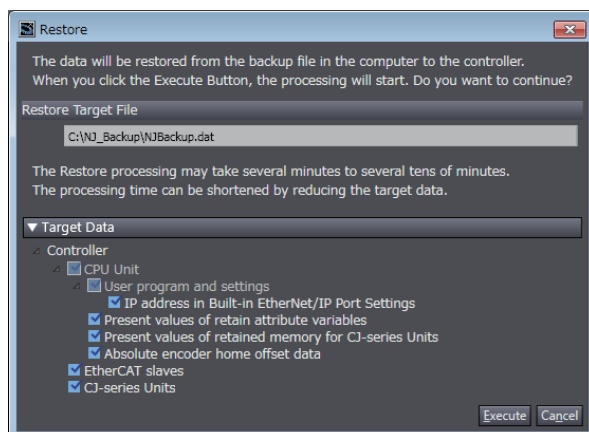 Restore
The data will be restored from the backup file in the computer to the controller.
When you click the Execute Button, the processing will start. Do you want to continue?
Restore Target File
C:\NJ_Backup\NJBackup.dat
The Restore processing may take several minutes to several tens of minutes.
The processing time can be shortened by reducing the target data.
Target Data
Controller
CPU Unit
User program and settings
IP address in Built-in EtherNet/IP Port Settings
Present values of retain attribute variables
Present values of retained memory for CJ-series Units
Absolute encoder home offset data
EtherCAT slaves
CJ-series Units
Execute Cancel